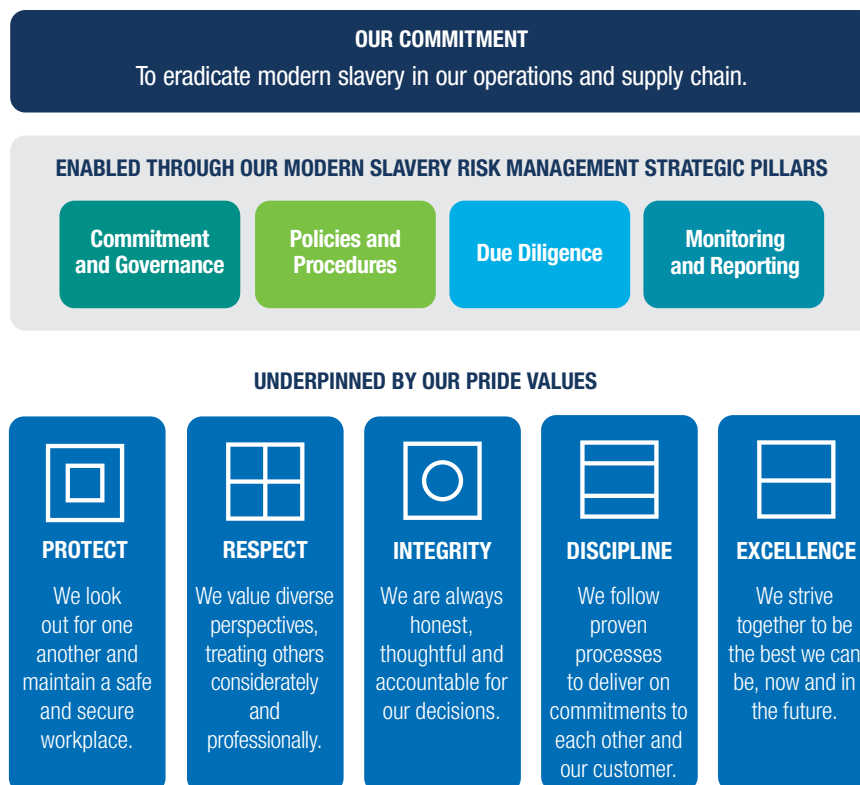 OUR COMMITMENT
To eradicate modern slavery in our operations and supply chain.
ENABLED THROUGH OUR MODERN SLAVERY RISK MANAGEMENT STRATEGIC PILLARS
Commitment
and Governance
Policies and
Procedures
Due Diligence
Monitoring
and Reporting
UNDERPINNED BY OUR PRIDE VALUES
PROTECT
We look
out for one
another and
maintain a safe
and secure
workplace.
RESPECT
We value diverse
perspectives,
treating others
considerately
and
professionally.
INTEGRITY
We are always
honest,
thoughtful and
accountable for
our decisions.
DISCIPLINE
We follow
proven
processes
to deliver on
commitments to
each other and
our customer.
EXCELLENCE
We strive
together to be
the best we can
be, now and in
the future.